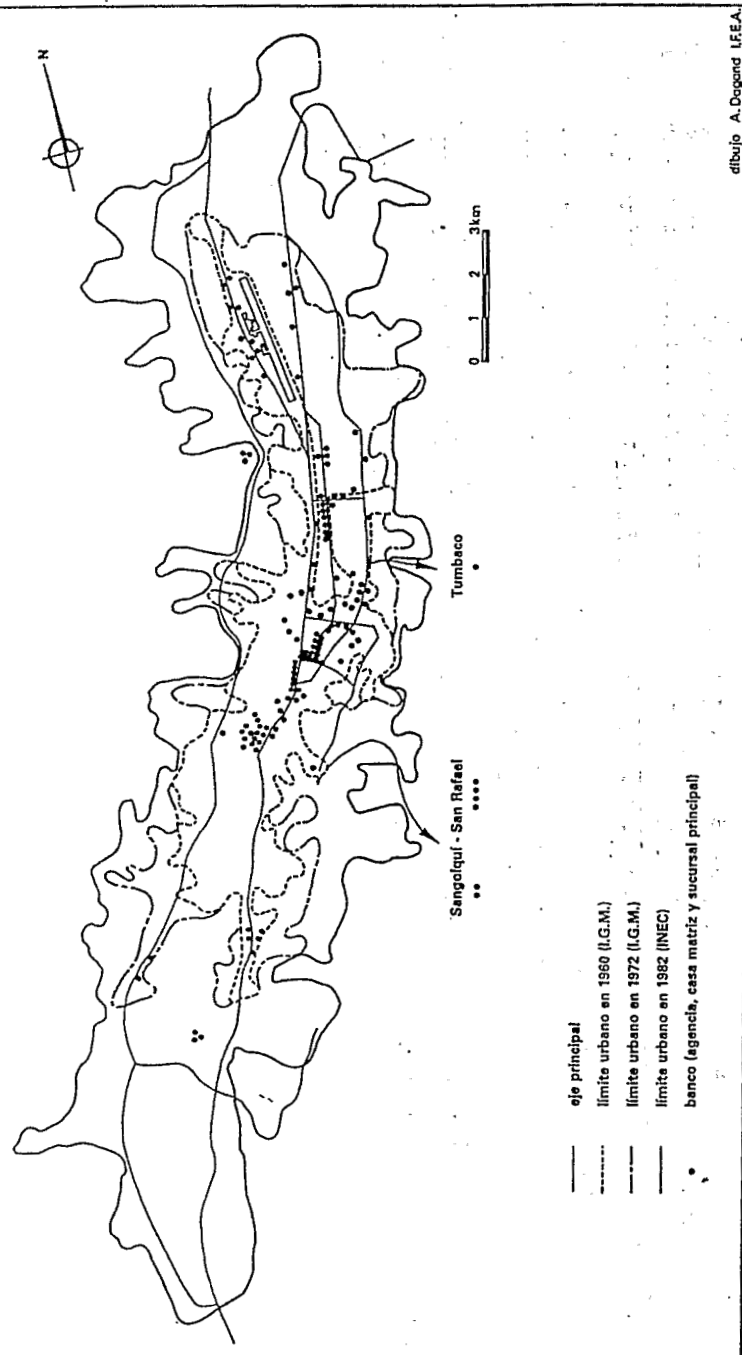 N
0 1 2 3km
Tumbaco
Sangolquí - San Rafael
eje principal
límite urbano en 1960 (I.G.M.)
límite urbano en 1972 (I.G.M.)
límite urbano en 1982 (INEC)
banco (agencia, casa matriz y sucursal principal)
dibujo A. Dagand I.F.E.A.